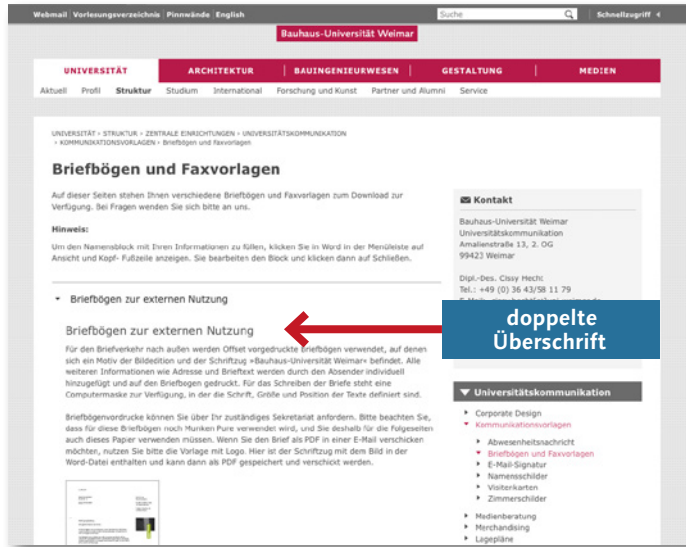 Webmail Vorlesungsverzeichnis Pinnwände English
Suche
Schnellzugriff
Bauhaus-Universität Weimar
UNIVERSITÄT ARCHITEKTUR BAUINGENIEURWESEN GESTALTUNG MEDIEN
Aktuell Profil Struktur Studium International Forschung und Kunst Partner und Alumni Service
UNIVERSITÄT › STRUKTUR › ZENTRALE EINRICHTUNGEN › UNIVERSITÄTSKOMMUNIKATION
› KOMMUNIKATIONSVORLAGEN › Briefbögen und Faxvorlagen
Briefbögen und Faxvorlagen
Auf dieser Seiten stehen Ihnen verschiedene Briefbögen und Faxvorlagen zum Download zur
Verfügung. Bei Fragen wenden Sie sich bitte an uns.
Hinweis:
Um den Namensblock mit Ihren Informationen zu füllen, klicken Sie in Word in der Menüleiste auf
Ansicht und Kopf- Fußzeile anzeigen. Sie bearbeiten den Block und klicken dann auf Schließen.
Briefbögen zur externen Nutzung
Briefbögen zur externen Nutzung
Für den Briefverkehr nach außen werden Offset vorgedruckte Briefbögen verwendet, auf denen
sich ein Motiv der Bildedition und der Schriftzug »Bauhaus-Universität Weimar« befindet. Alle
weiteren Informationen wie Adresse und Brieftext werden durch den Absender individuell
hinzugefügt und auf den Briefbogen gedruckt. Für das Schreiben der Briefe steht eine
Computermaske zur Verfügung, in der die Schrift, Größe und Position der Texte definiert sind.
Briefbögenvordrucke können Sie über Ihr zuständiges Sekretariat anfordern. Bitte beachten Sie,
dass für diese Briefbögen noch Munken Pure verwendet wird, und Sie deshalb für die Folgeseiten
auch dieses Papier verwenden müssen. Wenn Sie den Brief als PDF in einer E-Mail verschicken
möchten, nutzen Sie bitte die Vorlage mit Logo. Hier ist der Schriftzug mit dem Bild in der
Word-Datei enthalten und kann dann als PDF gespeichert und verschickt werden.
Kontakt
Bauhaus-Universität Weimar
Universitätskommunikation
Amalienstraße 13, 2. OG
99423 Weimar
Dipl.-Des. Cissy Hecht
Tel.: +49 (0) 36 43/58 11 79
doppelte
Überschrift
Universitätskommunikation
Corporate Design
Kommunikationsvorlagen
Abwesenheitsnachricht
Briefbögen und Faxvorlagen
E-Mail-Signatur
Namensschilder
Visitenkarten
Zimmerschilder
Medienberatung
Merchandising
Lagepläne